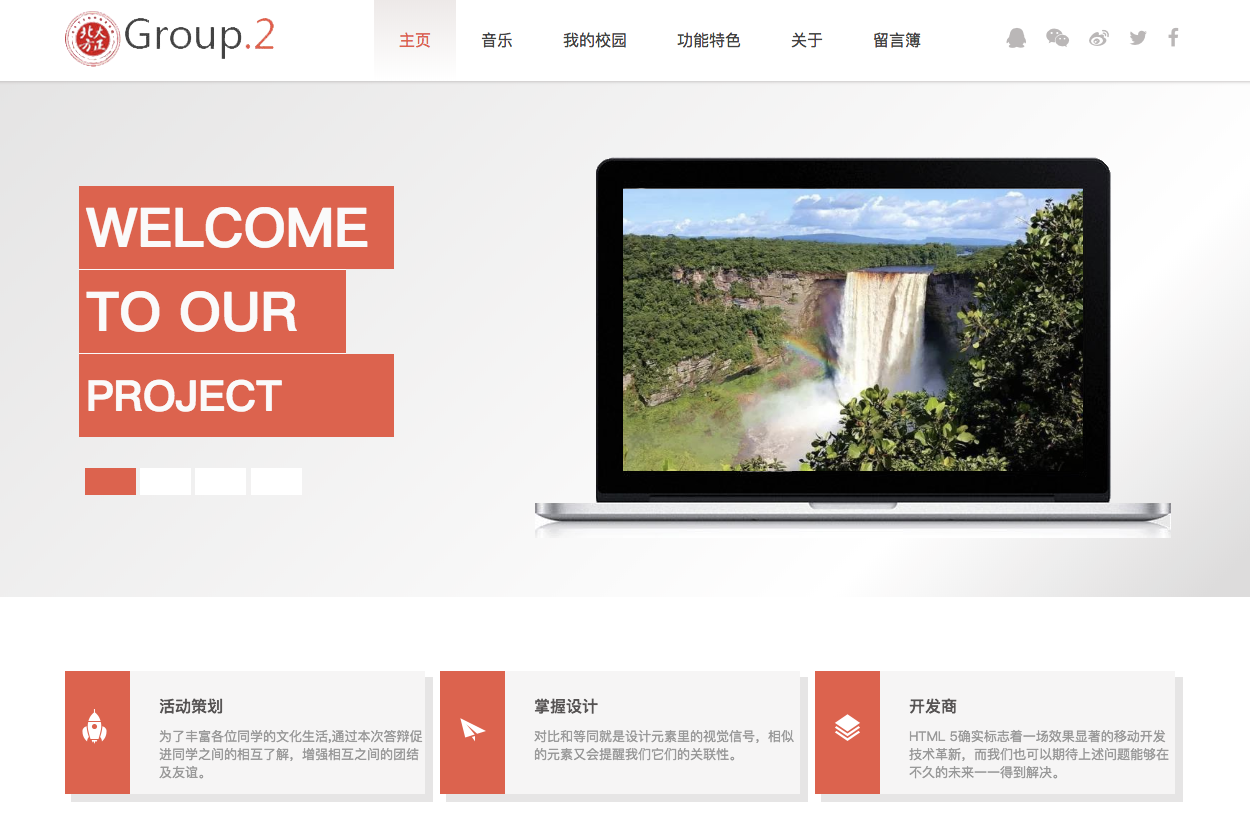 Group.2
主页
音乐
我的校园
功能特色
关于
留言簿
WELCOME
TO OUR
PROJECT
活动策划
为了丰富各位同学的文化生活,通过本次答辩促
进同学之间的相互了解，增强相互之间的团结
及友谊。
掌握设计
对比和等同就是设计元素里的视觉信号，相似
的元素又会提醒我们它们的关联性。
开发商
HTML 5确实标志着一场效果显著的移动开发
技术革新，而我们也可以期待上述问题能够在
不久的未来一一得到解决。